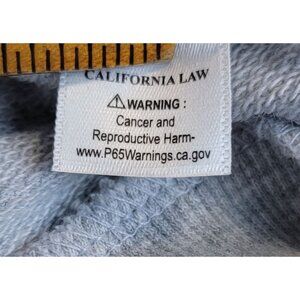 CALIFORNIA LAW
⚠WARNING :
Cancer and
Reproductive Harm-
www.P65Warnings.ca.gov